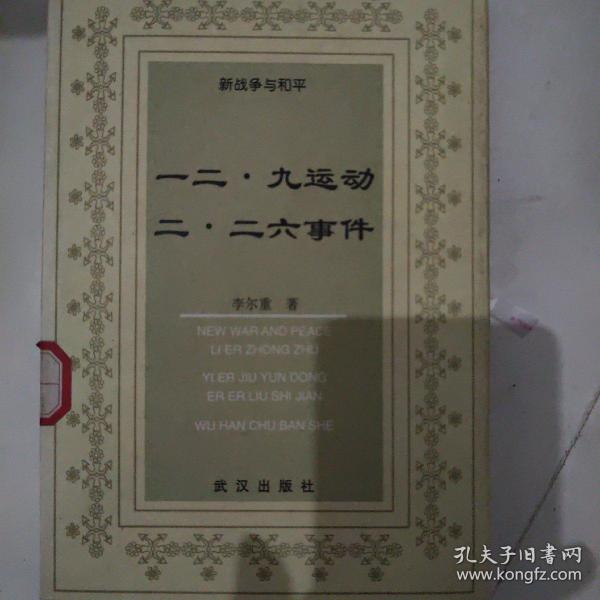 新战争与和平
一二·九运动
二·二六事件
李尔重 著
NEW WAR AND PEACE
LI ER ZHONG ZHU
YI ER JIU YUN DONG
ER ER LIU SHI JIAN
WU HAN CHU BAN SHE
武汉出版社
孔夫子旧书网
www.kongfz.com